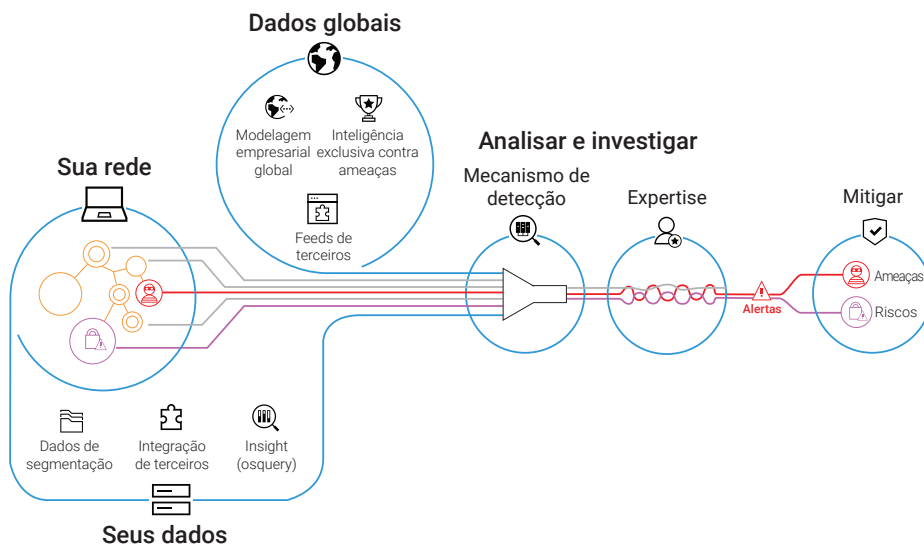 Dados globais
Modelagem
empresarial
global
Inteligência
exclusiva contra
ameaças
Feeds de
terceiros
Sua rede
Analisar e investigar
Mecanismo de
detecção
Expertise
Mitigar
Alertas
Ameaças
Riscos
Dados de
segmentação
Integração
de terceiros
Insight
(osquery)
Seus dados